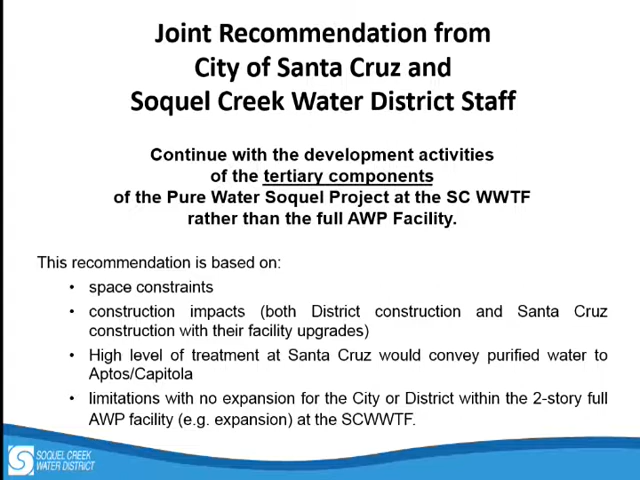 Joint Recommendation from
City of Santa Cruz and
Soquel Creek Water District Staff
Continue with the development activities
of the tertiary components
of the Pure Water Soquel Project at the SC WWTF
rather than the full AWP Facility.
This recommendation is based on:
• space constraints
• construction impacts (both District construction and Santa Cruz
construction with their facility upgrades)
• High level of treatment at Santa Cruz would convey purified water to
Aptos/Capitola
• limitations with no expansion for the City or District within the 2-story full
AWP facility (e.g. expansion) at the SCWWTF.
SOQUEL CREEK
WATER DISTRICT